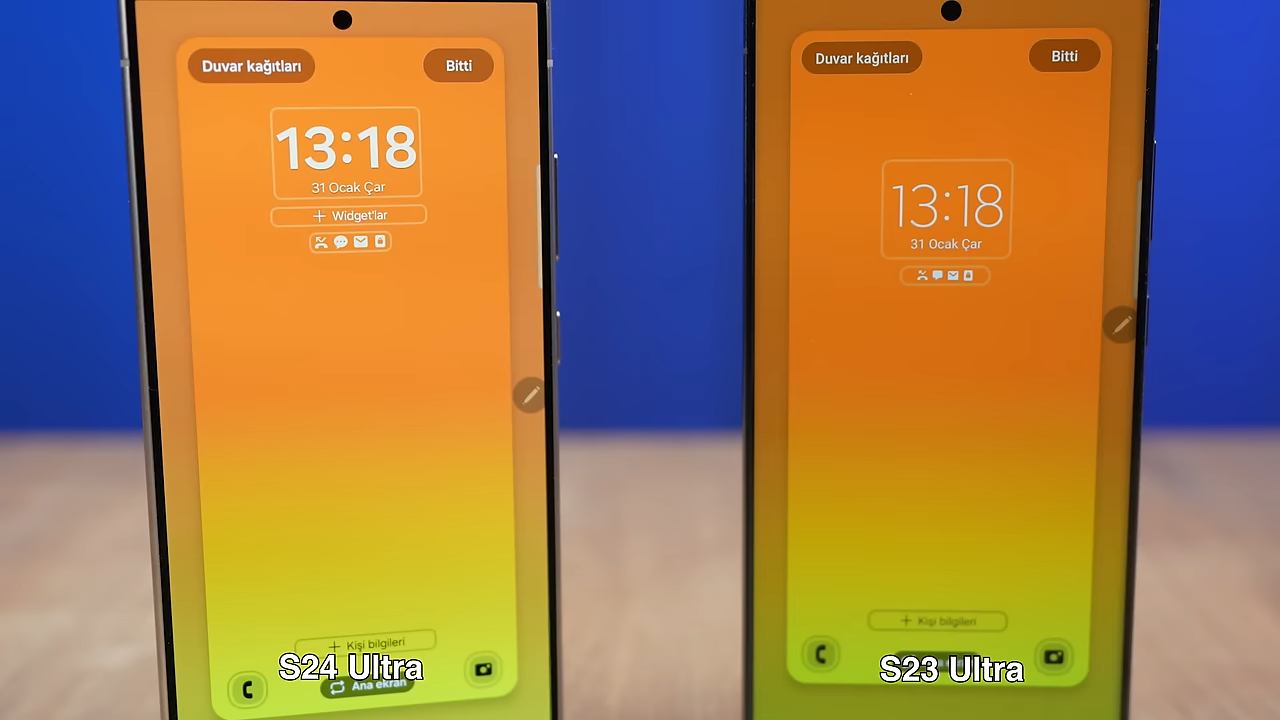 Duvar kağıtları
Bitti
13:18
31 Ocak Çar
+ Widget'lar
+ Kişi bilgileri
Ana ekran
S24 Ultra
Duvar kağıtları
Bitti
13:18
31 Ocak Çar
+ Kişi bilgileri
S23 Ultra